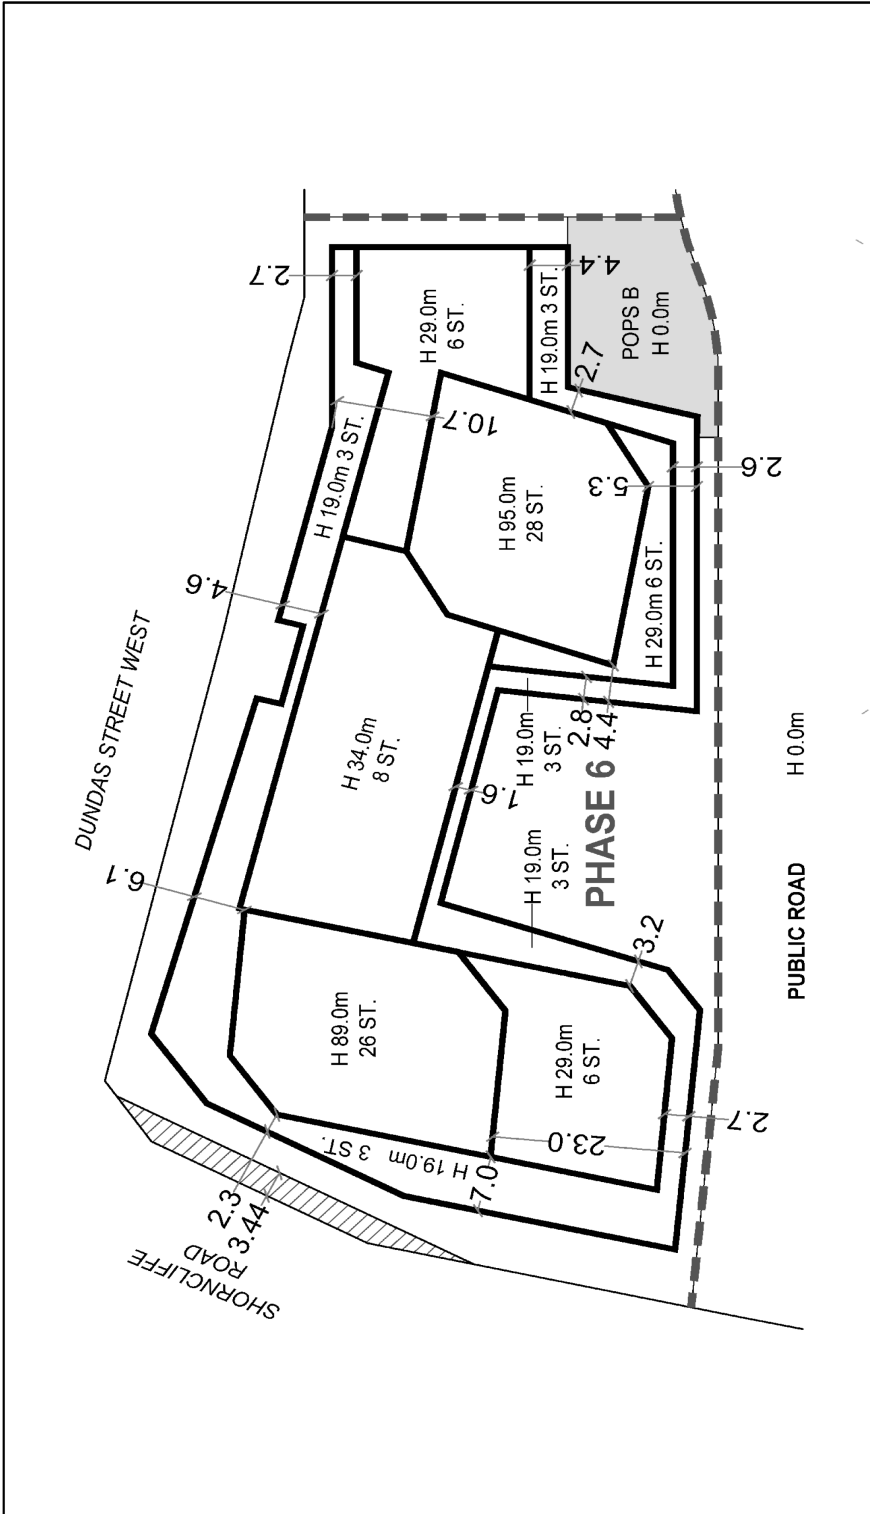 DUNDAS STREET WEST
SHORNCLIFFE
ROAD
3.44
2.3
6.1
4.6
2.7
H 19.0m
3 ST.
7.0
23.0
2.7
H 89.0m
26 ST.
H 29.0m
6 ST.
3.2
H 34.0m
8 ST.
1.6
H 19.0m
3 ST.
H 19.0m
3 ST.
2.8
4.4
PHASE 6
H 19.0m 3 ST.
10.7
H 95.0m
28 ST.
5.3
2.6
H 29.0m 6 ST.
H 29.0m
6 ST.
H 19.0m 3 ST.
4.4
2.7
POPS B
H 0.0m
PUBLIC ROAD
H 0.0m